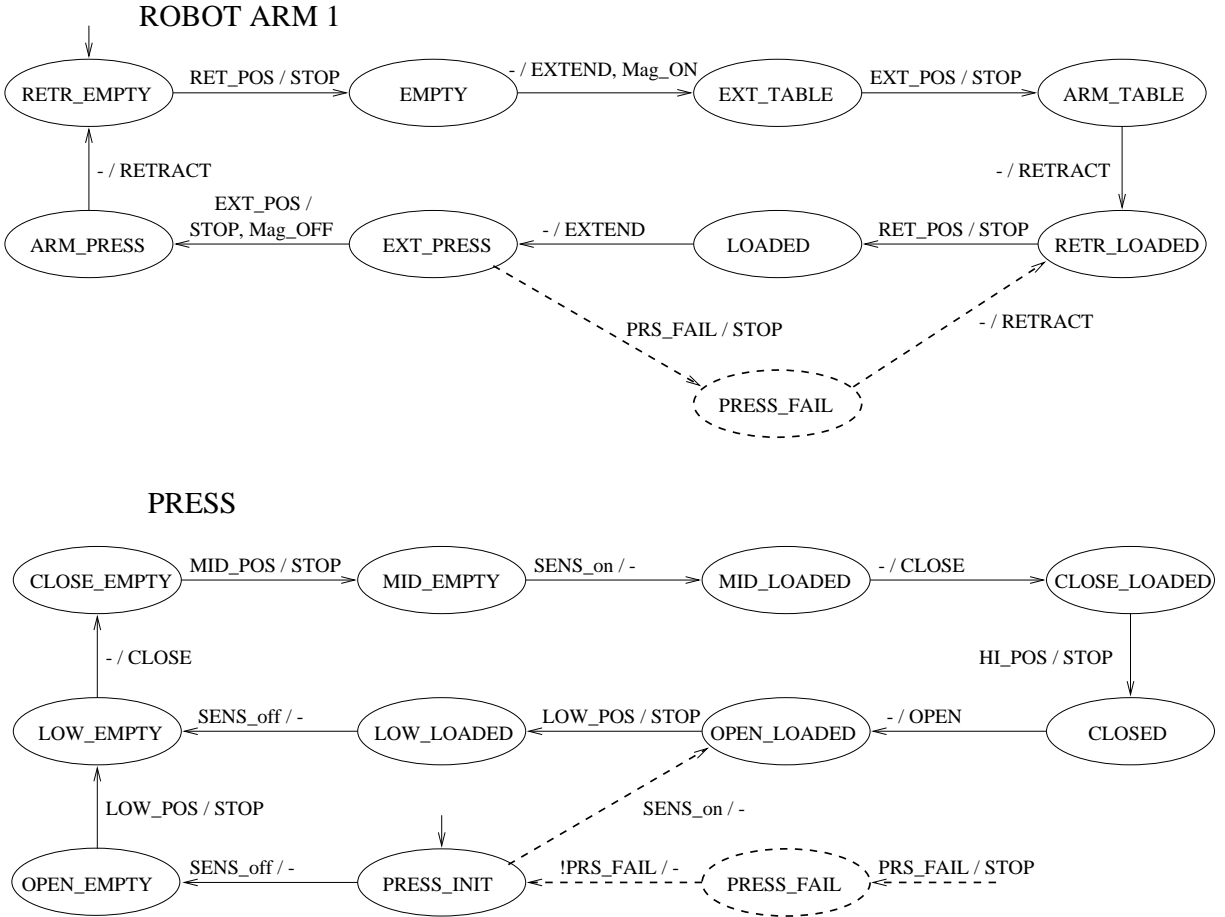 ROBOT ARM 1
RET_POS / STOP
- / EXTEND, Mag_ON
EXT_POS / STOP
RETR_EMPTY
EMPTY
EXT_TABLE
ARM_TABLE
- / RETRACT
- / RETRACT
EXT_POS /
STOP, Mag_OFF
- / EXTEND
RET_POS / STOP
ARM_PRESS
EXT_PRESS
LOADED
RETR_LOADED
PRS_FAIL / STOP
- / RETRACT
PRESS_FAIL
PRESS
MID_POS / STOP
SENS_on / -
- / CLOSE
CLOSE_EMPTY
MID_EMPTY
MID_LOADED
CLOSE_LOADED
- / CLOSE
HI_POS / STOP
SENS_off / -
LOW_POS / STOP
- / OPEN
LOW_EMPTY
LOW_LOADED
OPEN_LOADED
CLOSED
LOW_POS / STOP
SENS_on / -
SENS_off / -
!PRS_FAIL / -
PRS_FAIL / STOP
OPEN_EMPTY
PRESS_INIT
PRESS_FAIL